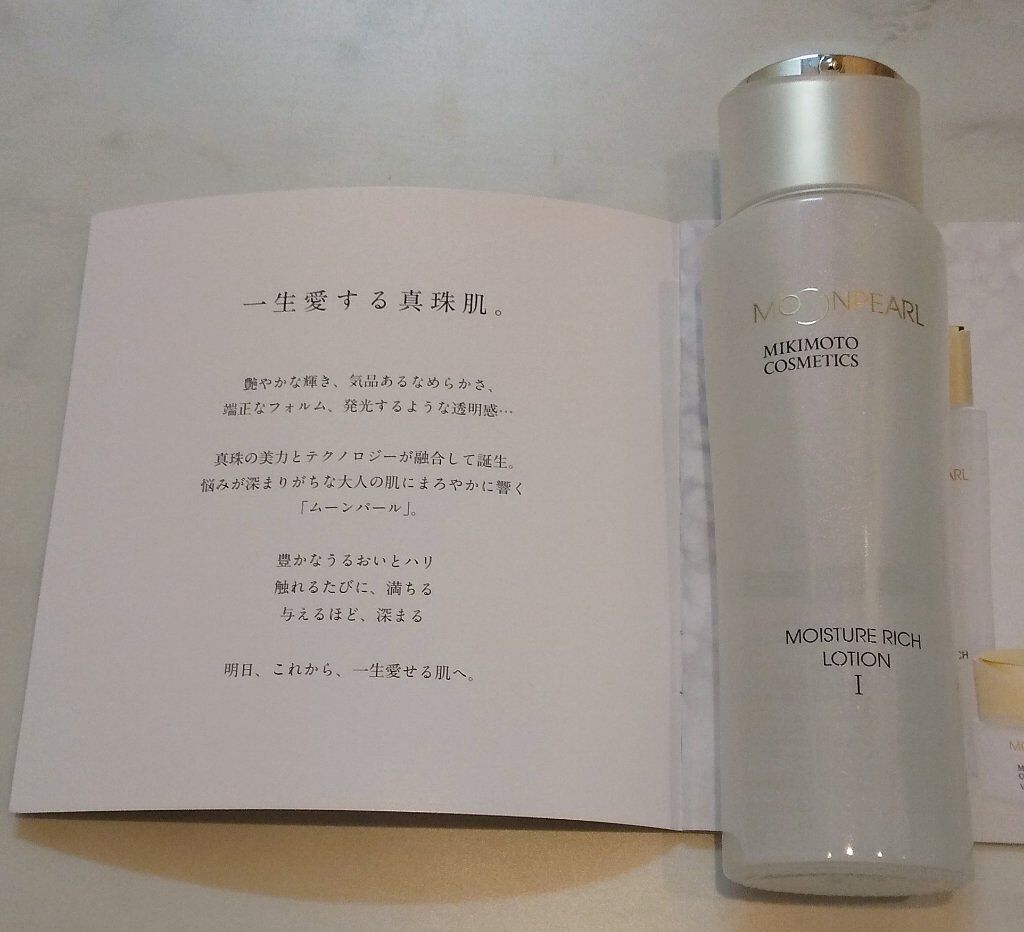 一生愛する真珠肌。
艶やかな輝き、気品あるなめらかさ、
端正なフォルム、発光するような透明感…
真珠の美力とテクノロジーが融合して誕生。
悩みが深まりがちな大人の肌にまろやかに響く
「ムーンパール」。
豊かなうるおいとハリ
触れるたびに、満ちる
与えるほど、深まる
明日、これから、一生愛せる肌へ。
MOONPEARL
MIKIMOTO
COSMETICS
MOISTURE RICH
LOTION
I